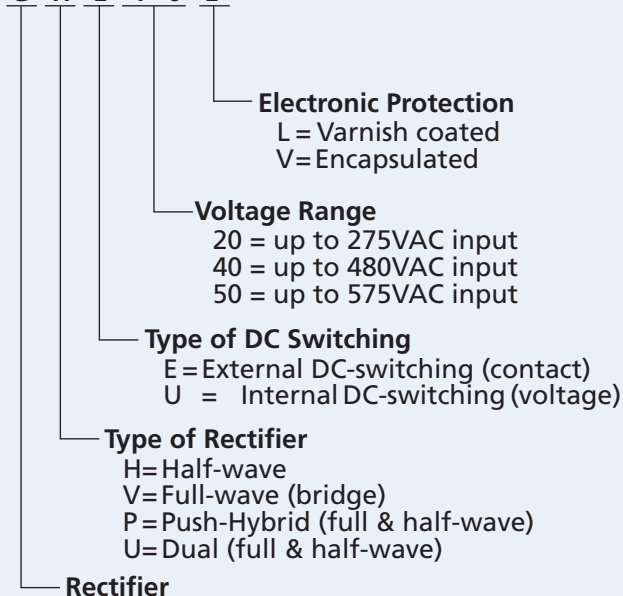 Electronic Protection
L = Varnish coated
V= Encapsulated
Voltage Range
20 = up to 275VAC input
40 = up to 480VAC input
50 = up to 575VAC input
Type of DC Switching
E = External DC-switching (contact)
U = Internal DC-switching (voltage)
Type of Rectifier
H= Half-wave
V= Full-wave (bridge)
P = Push-Hybrid (full & half-wave)
U= Dual (full & half-wave)
Rectifier